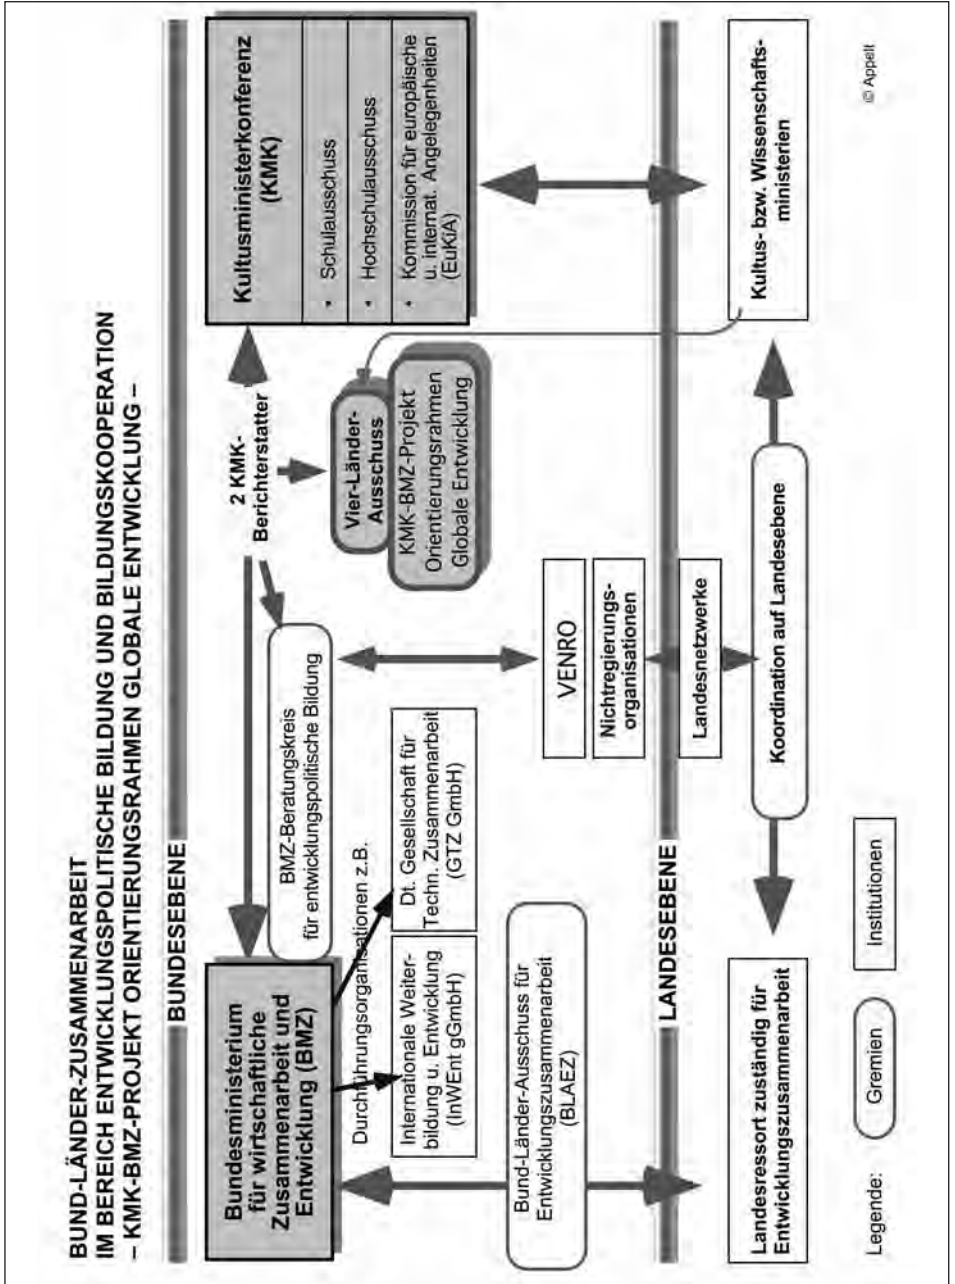 BUND-LÄNDER-ZUSAMMENARBEIT
IM BEREICH ENTWICKLUNGSPOLITISCHE BILDUNG UND BILDUNGSKOOPERATION
– KMK-BMZ-PROJEKT ORIENTIERUNGSRAHMEN GLOBALE ENTWICKLUNG –
BUNDESEBENE
Bundesministerium
für wirtschaftliche
Zusammenarbeit und
Entwicklung (BMZ)
BMZ-Beratungskreis
für entwicklungspolitische Bildung
2 KMK-
Berichterstatter
Kultusministerkonferenz
(KMK)
• Schulausschuss
• Hochschulausschuss
• Kommission für europäische
u. internat. Angelegenheiten
(EuKiA)
Vier-Länder-
Ausschuss
KMK-BMZ-Projekt
Orientierungsrahmen
Globale Entwicklung
Durchführungsorganisationen z.B.
Internationale Weiter-
bildung u. Entwicklung
(InWEnt gGmbH)
Dt. Gesellschaft für
Techn. Zusammenarbeit
(GTZ GmbH)
Bund-Länder-Ausschuss für
Entwicklungszusammenarbeit
(BLAEZ)
VENRO
Nichtregierungs-
organisationen
LANDESEBENE
Landesnetzwerke
Landesressort zuständig für
Entwicklungszusammenarbeit
Koordination auf Landesebene
Kultus- bzw. Wissenschafts-
ministerien
Legende:
Gremien
Institutionen
© Appelt